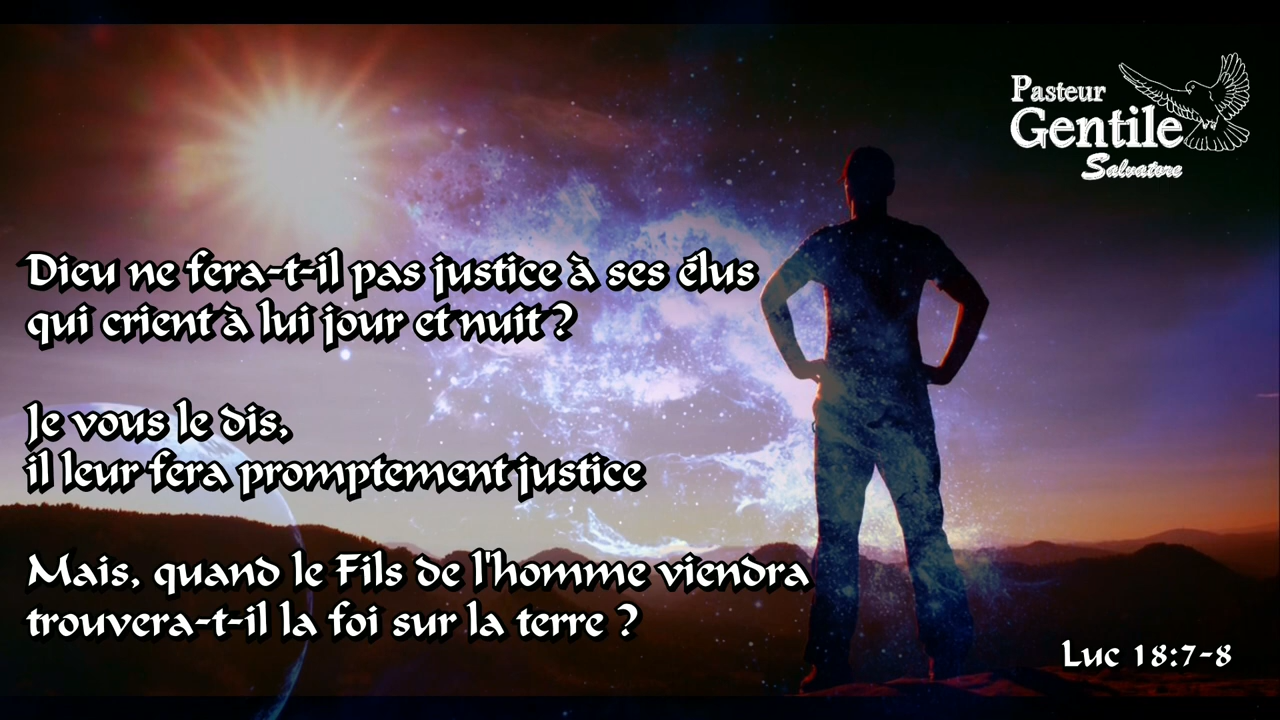 Pasteur
Gentile
Salvatore
Dieu ne fera-t-il pas justice à ses élus
qui crient à lui jour et nuit ?
Je vous le dis,
il leur fera promptement justice
Mais, quand le Fils de l'homme viendra
trouvera-t-il la foi sur la terre ?
Luc 18:7-8